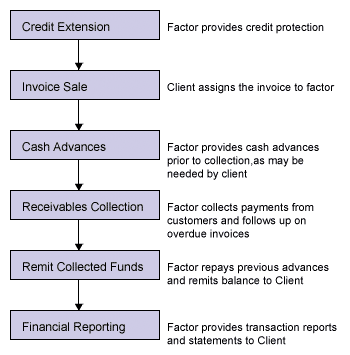 Credit Extension
Factor provides credit protection
Invoice Sale
Client assigns the invoice to factor
Cash Advances
Factor provides cash advances
prior to collection,as may be
needed by client
Receivables Collection
Factor collects payments from
customers and follows up on
overdue invoices
Remit Collected Funds
Factor repays previous advances
and remits balance to Client
Financial Reporting
Factor provides transaction reports
and statements to Client